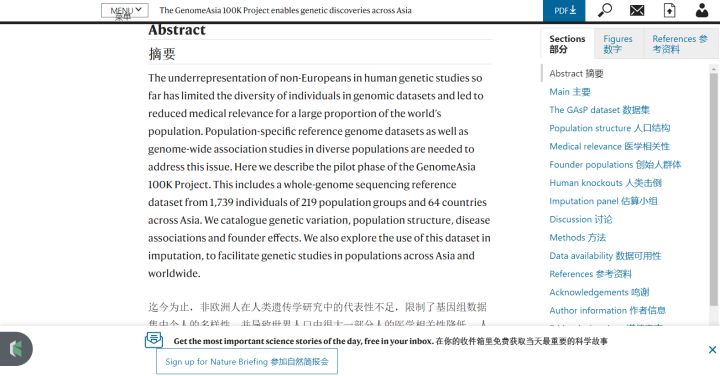 MENU
菜单
The GenomeAsia 100K Project enables genetic discoveries across Asia
PDF
Abstract
摘要
The underrepresentation of non-Europeans in human genetic studies so
far has limited the diversity of individuals in genomic datasets and led to
reduced medical relevance for a large proportion of the world's
population. Population-specific reference genome datasets as well as
genome-wide association studies in diverse populations are needed to
address this issue. Here we describe the pilot phase of the GenomeAsia
100K Project. This includes a whole-genome sequencing reference
dataset from 1,739 individuals of 219 population groups and 64 countries
across Asia. We catalogue genetic variation, population structure, disease
associations and founder effects. We also explore the use of this dataset in
imputation, to facilitate genetic studies in populations across Asia and
worldwide.
迄今为止，非欧洲人在人类遗传学研究中的代表性不足，限制了基因组数据
集中个人的多样性，并导致世界人口中很大一部分人的医学相关性降低。人
Sections
部分
Figures
数字
References 参
考资料
Abstract 摘要
Main 主要
The GAsP dataset 数据集
Population structure 人口结构
Medical relevance 医学相关性
Founder populations 创始人群体
Human knockouts 人类击倒
Imputation panel 估算小组
Discussion 讨论
Methods 方法
Data availability 数据可用性
References 参考资料
Acknowledgements 鸣谢
Author information 作者信息
Get the most important science stories of the day, free in your inbox. 在你的收件箱里免费获取当天最重要的科学故事
Sign up for Nature Briefing 参加自然简报会